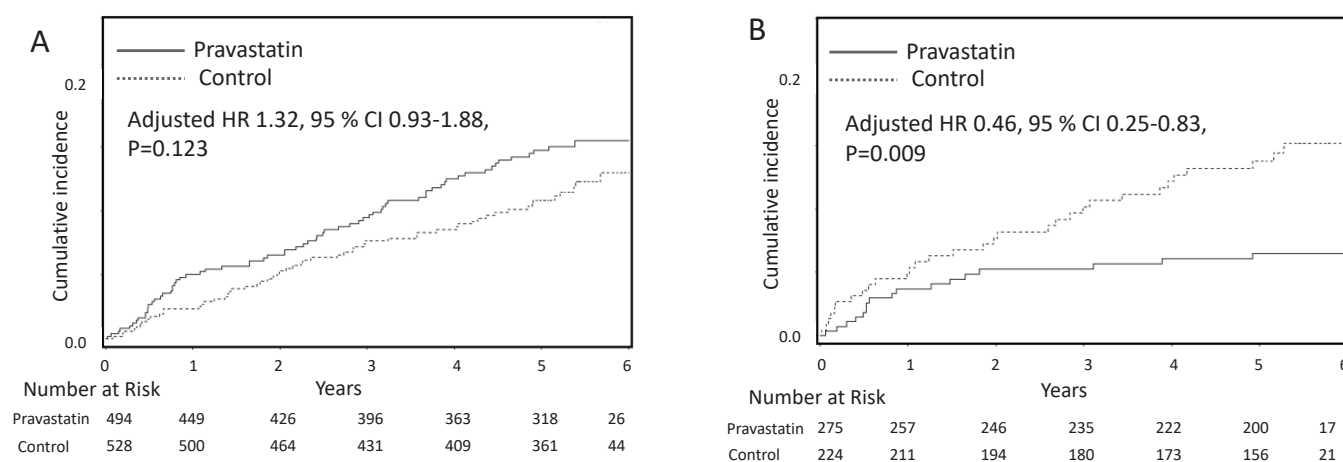 A
Pravastatin
Control
0.2
Adjusted HR 1.32, 95 % CI 0.93-1.88,
P=0.123
Cumulative incidence
0.0
0 1 2 3 4 5 6
Years
Number at Risk
Pravastatin 494 449 426 396 363 318 26
Control 528 500 464 431 409 361 44
B
Pravastatin
Control
0.2
Adjusted HR 0.46, 95 % CI 0.25-0.83,
P=0.009
Cumulative incidence
0.0
0 1 2 3 4 5 6
Years
Number at Risk
Pravastatin 275 257 246 235 222 200 17
Control 224 211 194 180 173 156 21